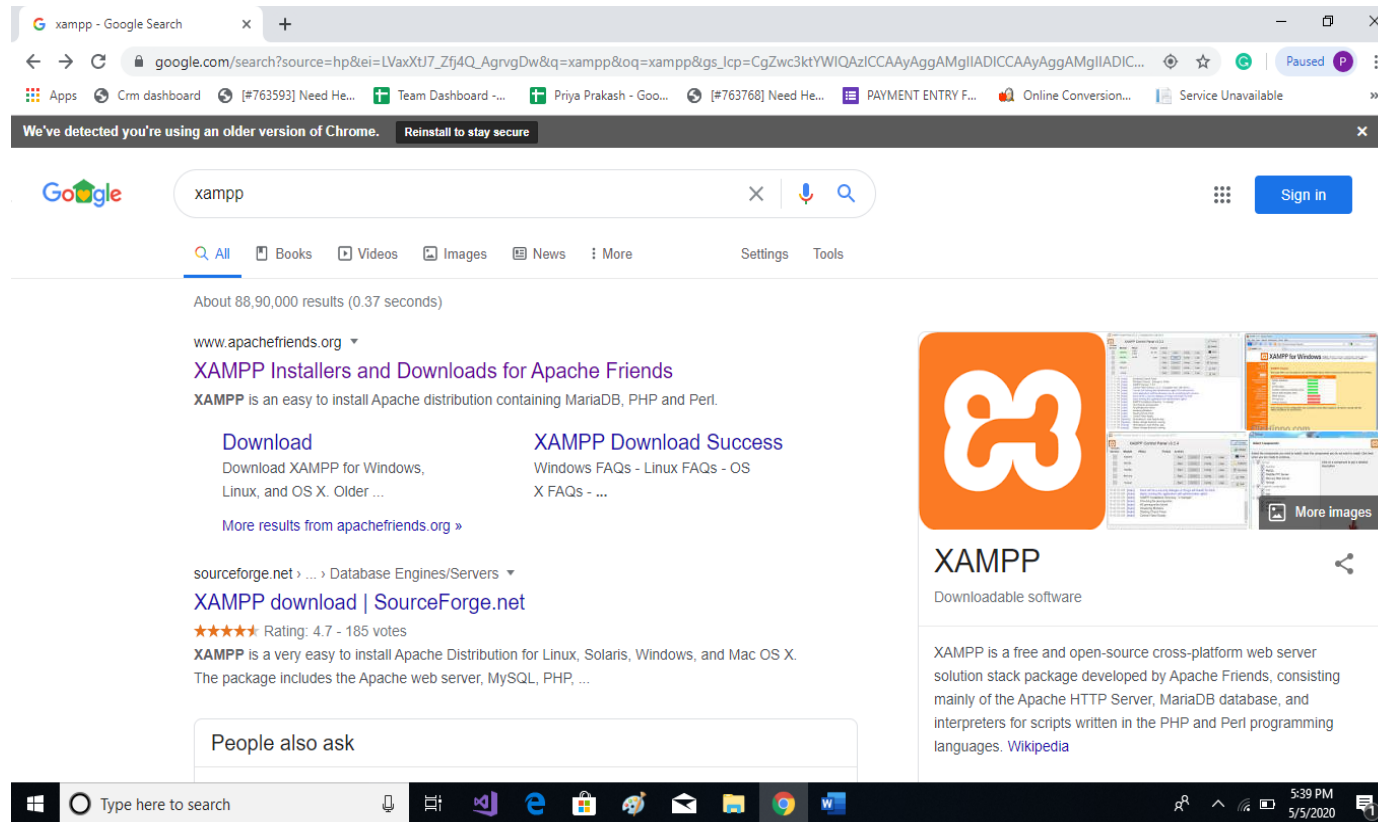 xampp - Google Search
google.com/search?source=hp&ei=LVaxXtJ7_Zfj4Q_AgrvgDw&q=xampp&oq=xampp&gs_lcp=CgZwc3ktYWIQAzICCAAyAggAMgIIADICCAAyAggAMgIIADIC...
Paused P
Apps Crm dashboard [#763593] Need He... Team Dashboard -... Priya Prakash - Goo... [#763768] Need He... PAYMENT ENTRY F... Online Conversion... Service Unavailable »
We've detected you're using an older version of Chrome. Reinstall to stay secure
Google
xampp
Sign in
All Books Videos Images News More Settings Tools
About 88,90,000 results (0.37 seconds)
www.apachefriends.org
XAMPP Installers and Downloads for Apache Friends
XAMPP is an easy to install Apache distribution containing MariaDB, PHP and Perl.
Download
Download XAMPP for Windows,
Linux, and OS X. Older ...
XAMPP Download Success
Windows FAQs - Linux FAQs - OS
X FAQs - ...
More results from apachefriends.org »
sourceforge.net › ... › Database Engines/Servers
XAMPP download | SourceForge.net
Rating: 4.7 - 185 votes
XAMPP is a very easy to install Apache Distribution for Linux, Solaris, Windows, and Mac OS X.
The package includes the Apache web server, MySQL, PHP, ...
People also ask
XAMPP for Windows
More images
XAMPP
Downloadable software
XAMPP is a free and open-source cross-platform web server
solution stack package developed by Apache Friends, consisting
mainly of the Apache HTTP Server, MariaDB database, and
interpreters for scripts written in the PHP and Perl programming
languages. Wikipedia
Type here to search
5:39 PM
5/5/2020